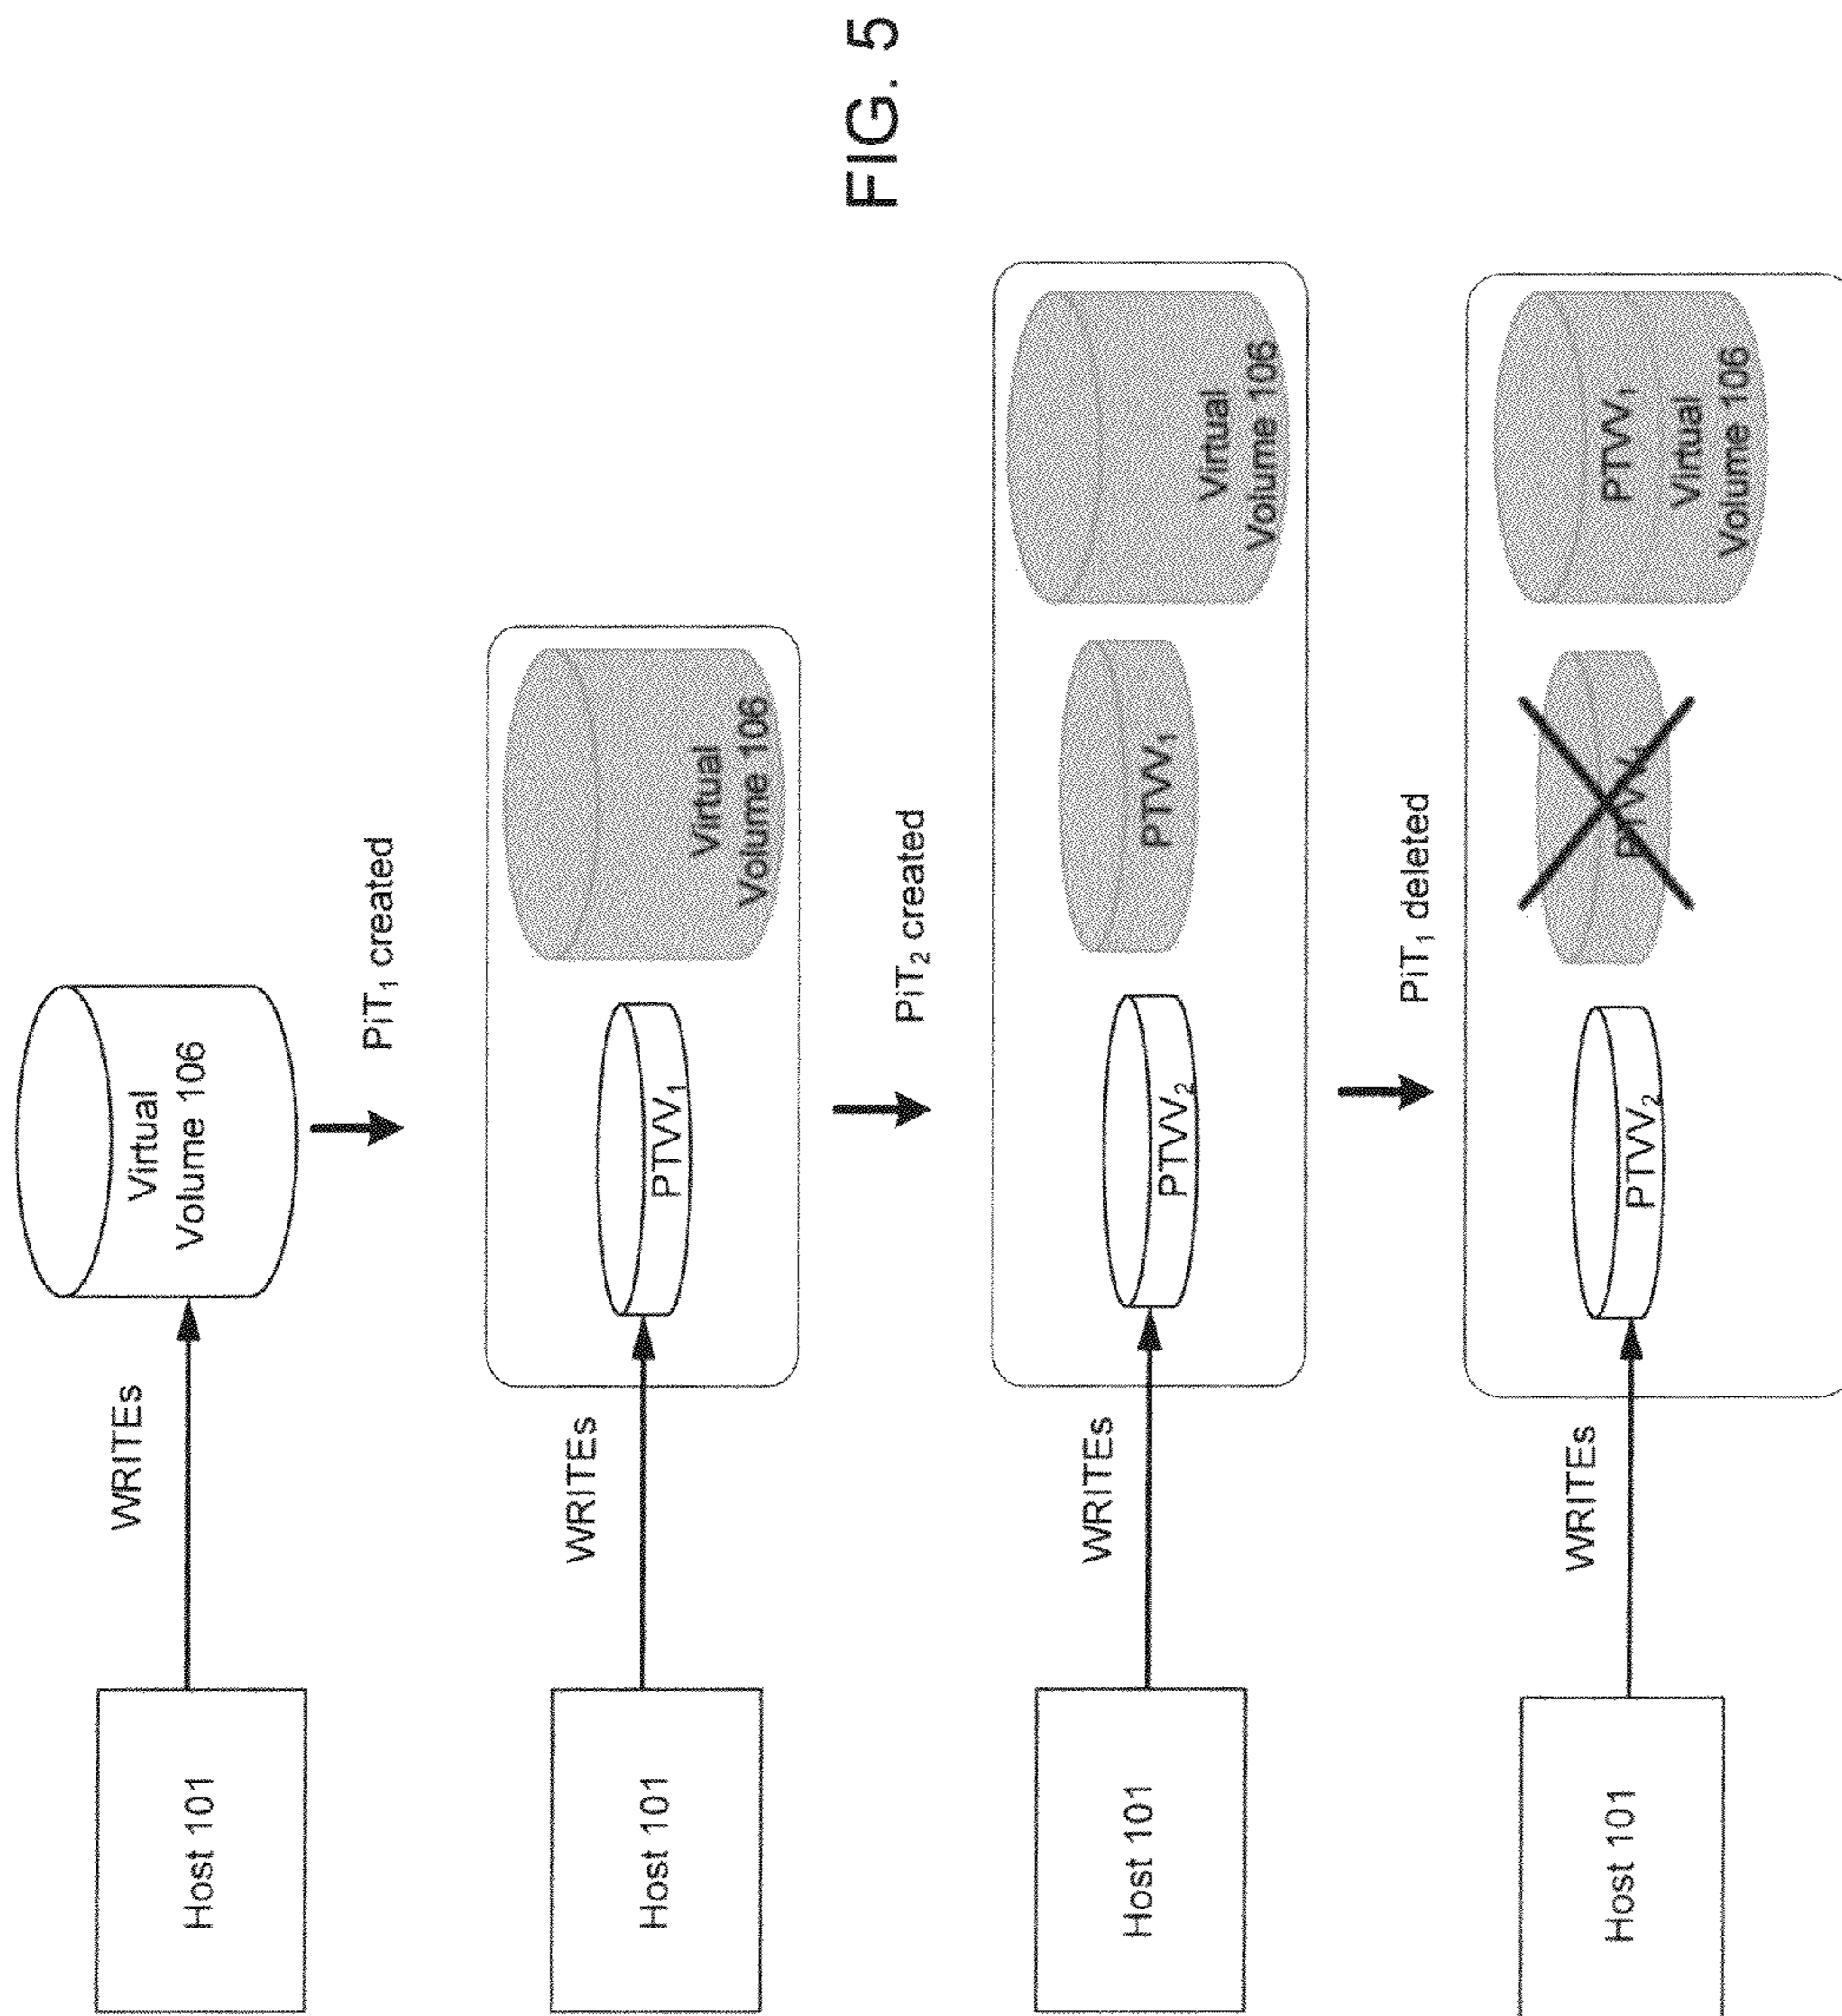 Host 101
WRITEs
Virtual
Volume 106
PiT₁ created
Host 101
WRITEs
PTVV₁
Virtual
Volume 106
PiT₂ created
Host 101
WRITEs
PTVV₂
PTVV₁
Virtual
Volume 106
PiT₁ deleted
Host 101
WRITEs
PTVV₂
PTVV₁
PTVV₁
Virtual
Volume 106
FIG. 5